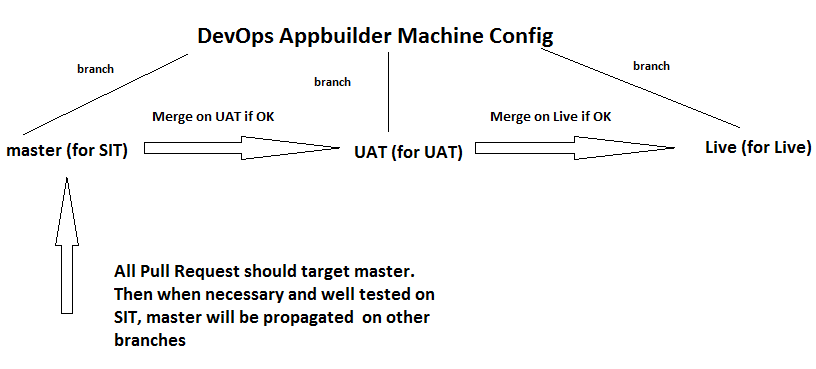 DevOps Appbuilder Machine Config
branch
branch
branch
Merge on UAT if OK
Merge on Live if OK
master (for SIT)
UAT (for UAT)
Live (for Live)
All Pull Request should target master.
Then when necessary and well tested on
SIT, master will be propagated  on other
branches